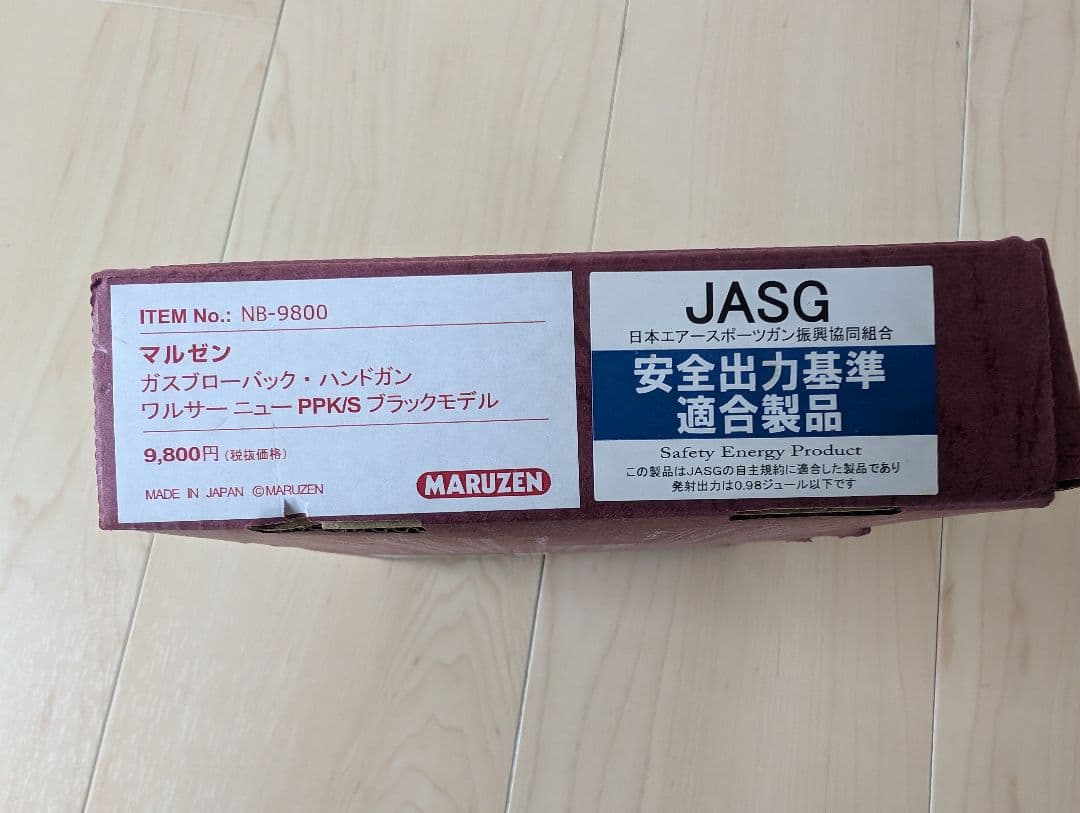 ITEM No.: NB-9800
マルゼン
ガスブローバック・ハンドガン
ワルサー ニュー PPK/S ブラックモデル
9,800円 (税抜価格)
MADE IN JAPAN ©MARUZEN
MARUZEN
JASG
日本エアースポーツガン振興協同組合
安全出力基準
適合製品
Safety Energy Product
この製品はJASGの自主規約に適合した製品であり
発射出力は0.98ジュール以下です